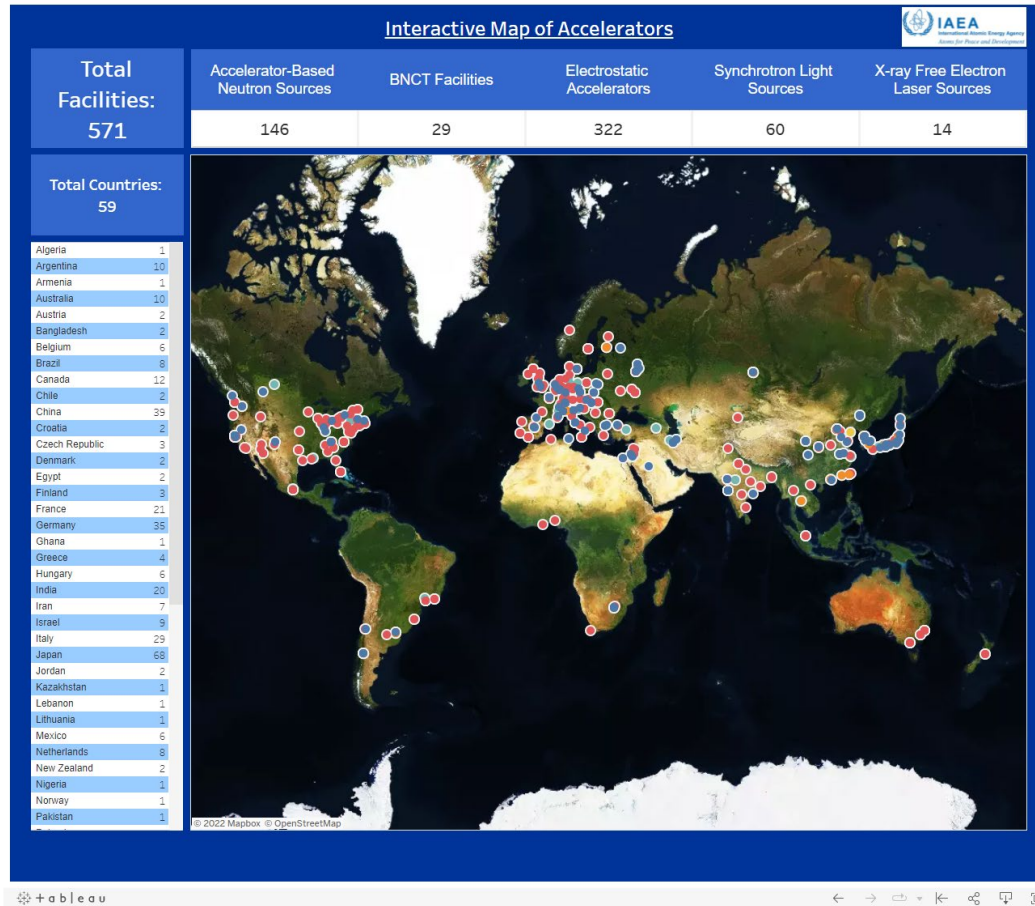 Interactive Map of Accelerators
IAEA
International Atomic Energy Agency
Atoms for Peace and Development
Total
Facilities:
571
Accelerator-Based
Neutron Sources
146
BNCT Facilities
29
Electrostatic
Accelerators
322
Synchrotron Light
Sources
60
X-ray Free Electron
Laser Sources
14
Total Countries:
59
Algeria 1
Argentina 10
Armenia 1
Australia 10
Austria 2
Bangladesh 2
Belgium 6
Brazil 8
Canada 12
Chile 2
China 39
Croatia 2
Czech Republic 3
Denmark 2
Egypt 2
Finland 3
France 21
Germany 35
Ghana 1
Greece 4
Hungary 6
India 20
Iran 7
Israel 9
Italy 29
Japan 68
Jordan 2
Kazakhstan 1
Lebanon 1
Lithuania 1
Mexico 6
Netherlands 8
New Zealand 2
Nigeria 1
Norway 1
Pakistan 1
© 2022 Mapbox © OpenStreetMap
+ a b l e a u